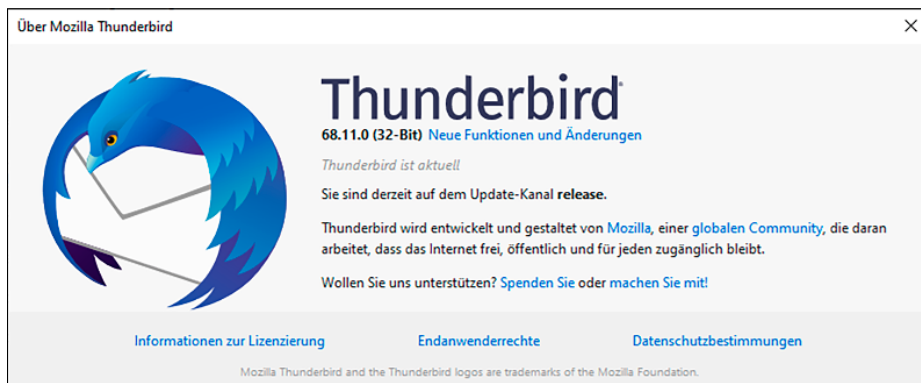 Über Mozilla Thunderbird
Thunderbird
68.11.0 (32-Bit) Neue Funktionen und Änderungen
Thunderbird ist aktuell
Sie sind derzeit auf dem Update-Kanal release.
Thunderbird wird entwickelt und gestaltet von Mozilla, einer globalen Community, die daran
arbeitet, dass das Internet frei, öffentlich und für jeden zugänglich bleibt.
Wollen Sie uns unterstützen? Spenden Sie oder machen Sie mit!
Informationen zur Lizenzierung Endanwenderrechte Datenschutzbestimmungen
Mozilla Thunderbird and the Thunderbird logos are trademarks of the Mozilla Foundation.